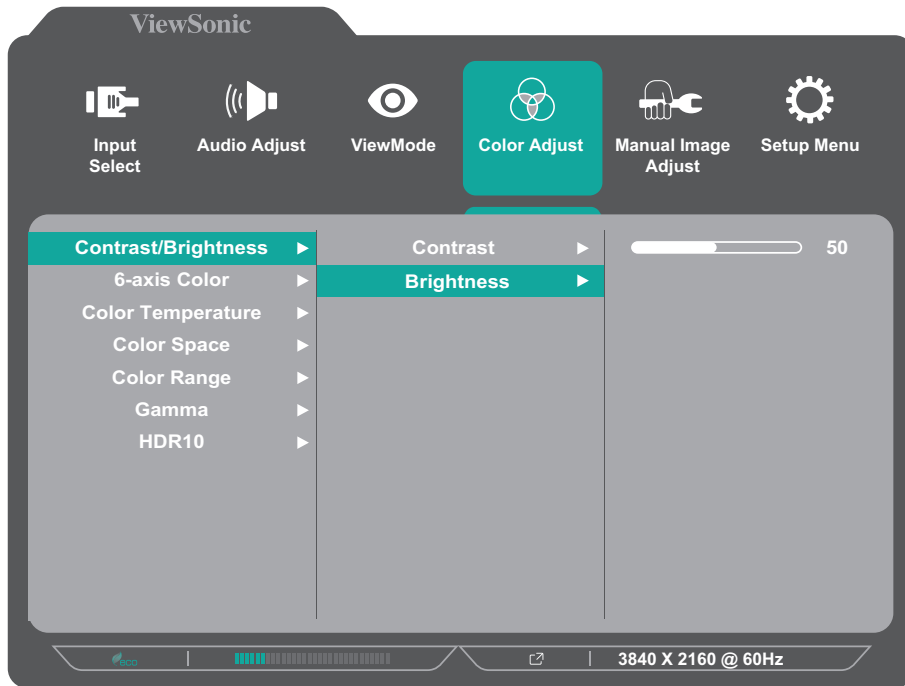 ViewSonic
Input
Select
Audio Adjust
ViewMode
Color Adjust
Manual Image
Adjust
Setup Menu
Contrast/Brightness
Contrast
50
6-axis Color
Brightness
Color Temperature
Color Space
Color Range
Gamma
HDR10
eco
3840 X 2160 @ 60Hz